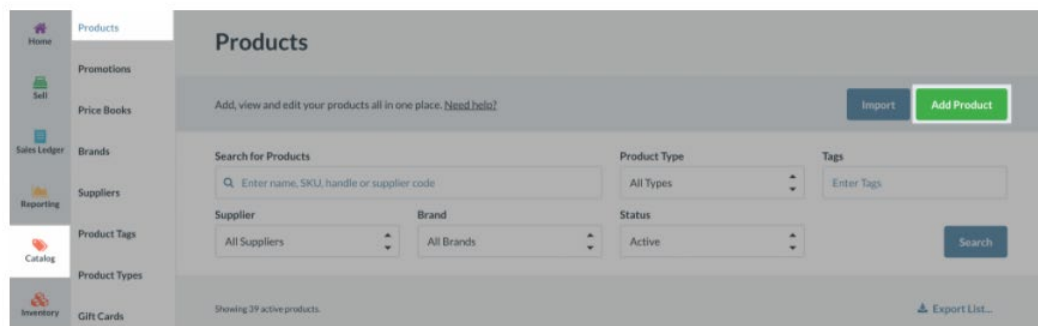 Home
Sell
Sales Ledger
Reporting
Catalog
Inventory
Products
Promotions
Price Books
Brands
Suppliers
Product Tags
Product Types
Gift Cards
Products
Add, view and edit your products all in one place. Need help?
Import
Add Product
Search for Products
Product Type
Tags
Enter name, SKU, handle or supplier code
All Types
Enter Tags
Supplier
Brand
Status
All Suppliers
All Brands
Active
Search
Showing 39 active products.
Export List...